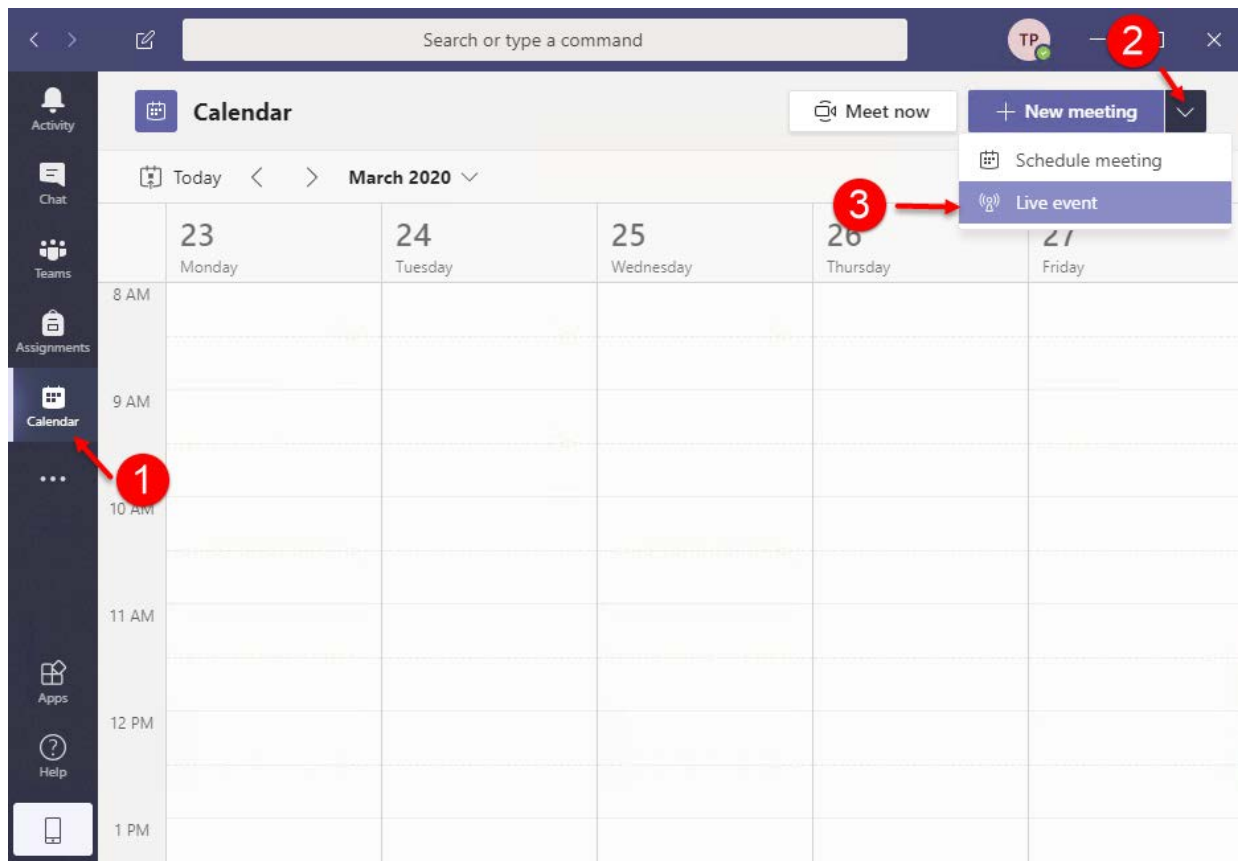 Search or type a command
TP
2
Activity
Calendar
Meet now
+ New meeting
Schedule meeting
Chat
Today
March 2020
3
Live event
23
24
25
26
27
Monday
Tuesday
Wednesday
Thursday
Friday
Teams
8 AM
Assignments
9 AM
Calendar
1
10 AM
11 AM
Apps
12 PM
Help
1 PM